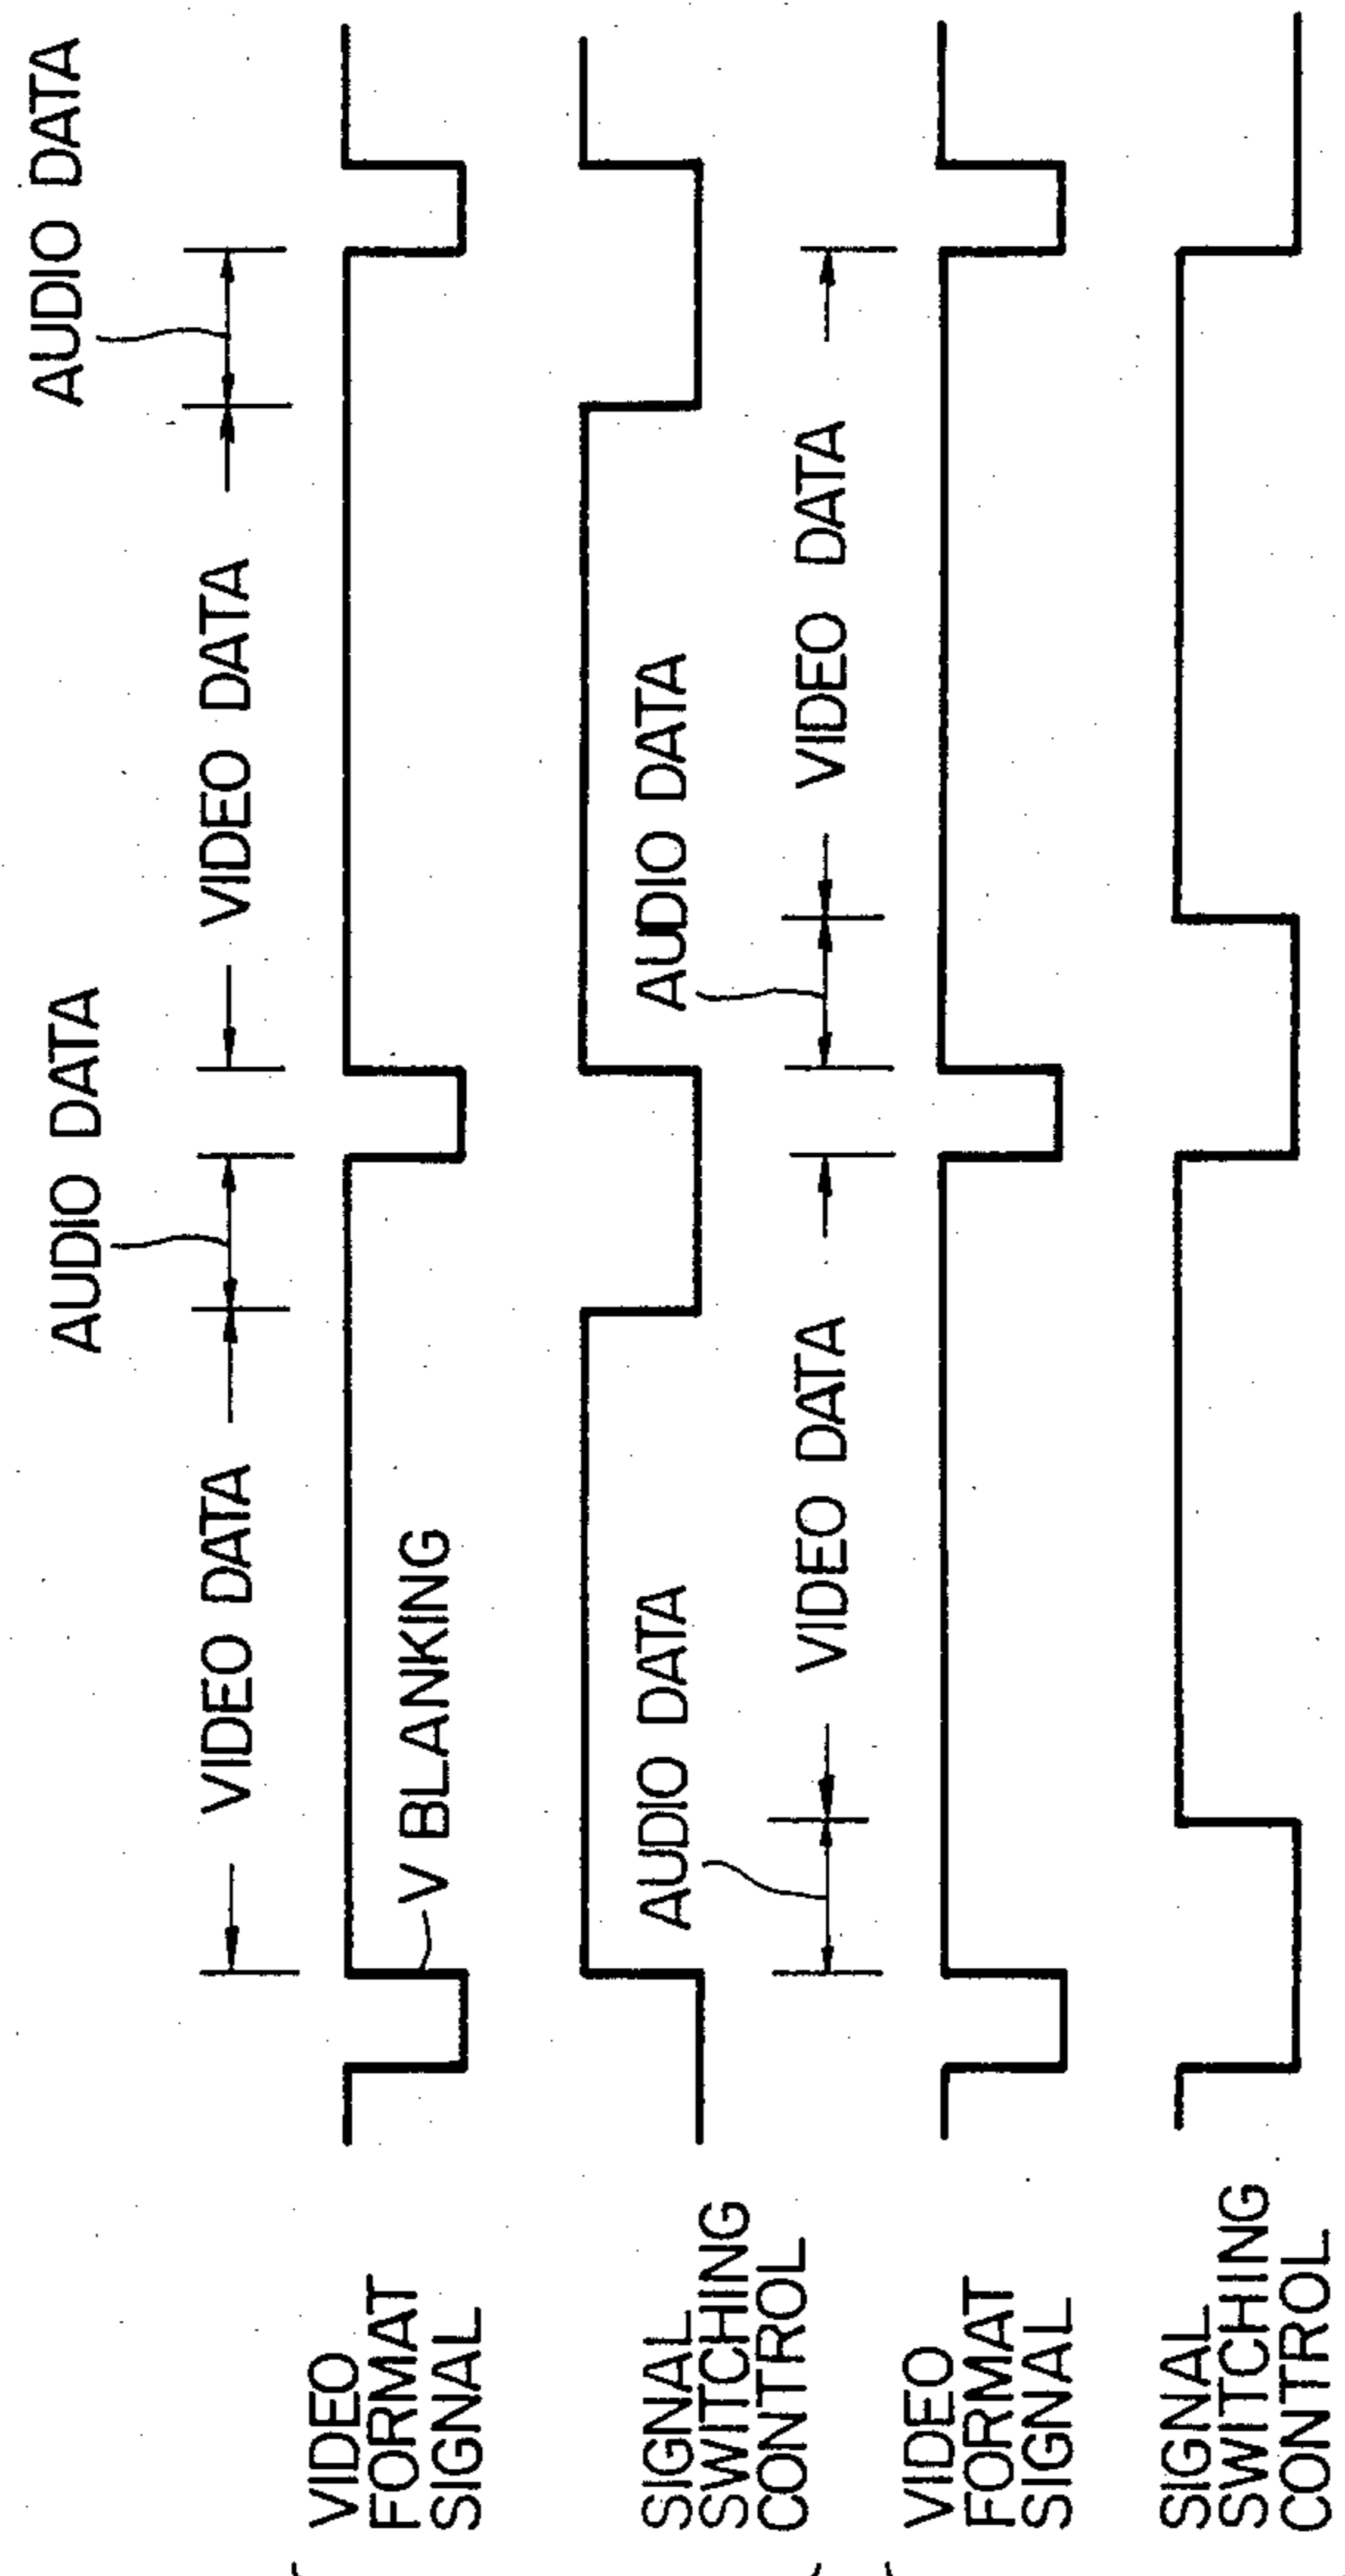 AUDIO DATA
AUDIO DATA
VIDEO DATA
VIDEO DATA
VIDEO
FORMAT
SIGNAL
V BLANKING
SIGNAL
SWITCHING
CONTROL
AUDIO DATA
AUDIO DATA
VIDEO DATA
VIDEO DATA
VIDEO
FORMAT
SIGNAL
SIGNAL
SWITCHING
CONTROL